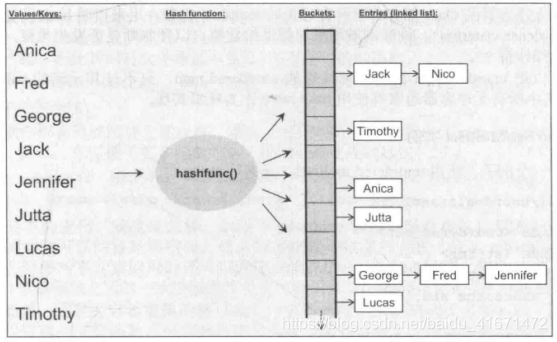 Values/Keys: Hash function: Buckets: Entries (linked list):
Anica
Fred
George
Jack
Jennifer
Jutta
Lucas
Nico
Timothy
hashfunc()
Jack Nico
Timothy
Anica
Jutta
George Fred Jennifer
Lucas
https://blog.csdn.net/baidu_41671472